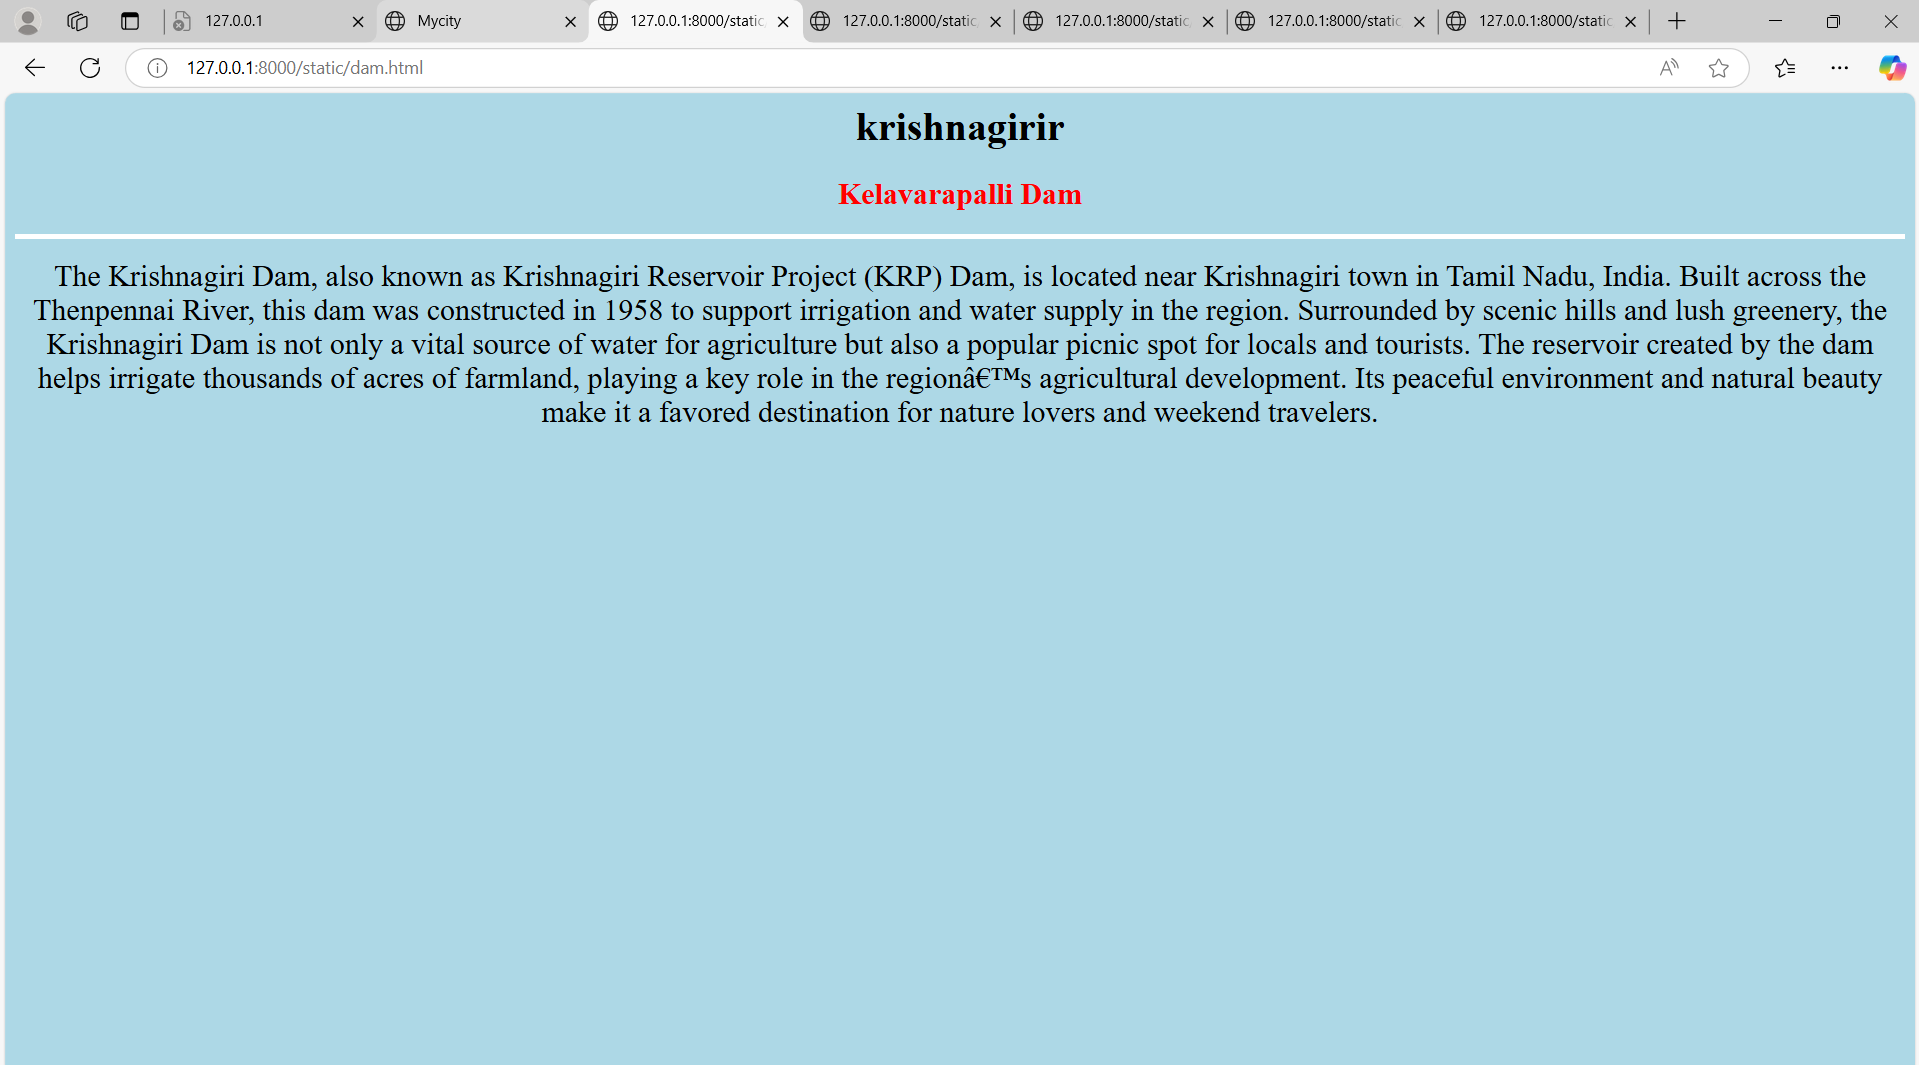 127.0.0.1
Mycity
127.0.0.1:8000/static
127.0.0.1:8000/static
127.0.0.1:8000/static
127.0.0.1:8000/static
127.0.0.1:8000/static
127.0.0.1:8000/static/dam.html
krishnagirir
Kelavarapalli Dam
The Krishnagiri Dam, also known as Krishnagiri Reservoir Project (KRP) Dam, is located near Krishnagiri town in Tamil Nadu, India. Built across the
Thenpennai River, this dam was constructed in 1958 to support irrigation and water supply in the region. Surrounded by scenic hills and lush greenery, the
Krishnagiri Dam is not only a vital source of water for agriculture but also a popular picnic spot for locals and tourists. The reservoir created by the dam
helps irrigate thousands of acres of farmland, playing a key role in the regionâ€™s agricultural development. Its peaceful environment and natural beauty
make it a favored destination for nature lovers and weekend travelers.